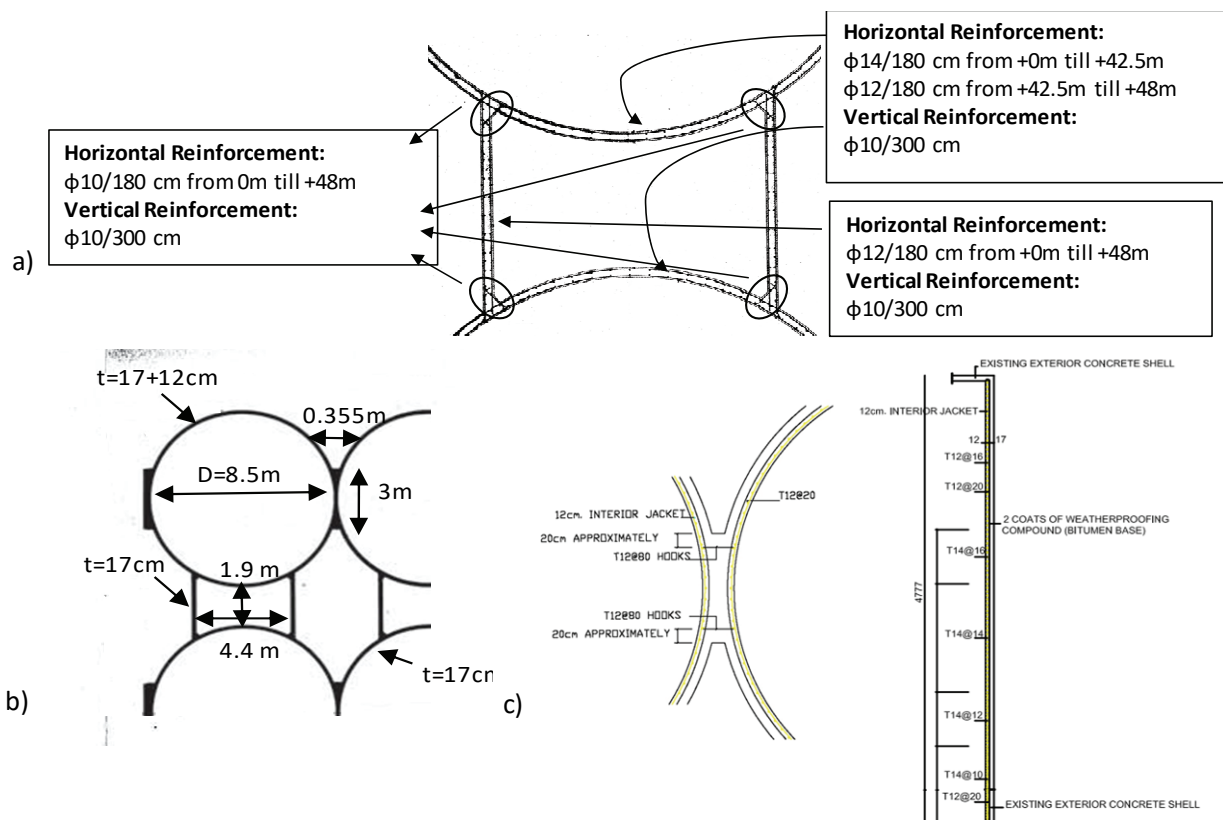 Horizontal Reinforcement:
ϕ14/180 cm from +0m till +42.5m
ϕ12/180 cm from +42.5m till +48m
Vertical Reinforcement:
ϕ10/300 cm
Horizontal Reinforcement:
ϕ10/180 cm from 0m till +48m
Vertical Reinforcement:
ϕ10/300 cm
Horizontal Reinforcement:
ϕ12/180 cm from +0m till +48m
Vertical Reinforcement:
ϕ10/300 cm
a)
t=17+12cm
0.355m
D=8.5m
3m
t=17cm
1.9 m
4.4 m
t=17cm
b)
T12@20
12cm. INTERIOR JACKET
20cm APPROXIMATELY
T12@80 HOOKS
T12@80 HOOKS
20cm APPROXIMATELY
c)
EXISTING EXTERIOR CONCRETE SHELL
12cm. INTERIOR JACKET
12 17
T12@16
T12@20
2 COATS OF WEATHERPROOFING
COMPOUND (BITUMEN BASE)
T14@16
4777
T14@14
T14@12
T14@10
T12@20
EXISTING EXTERIOR CONCRETE SHELL